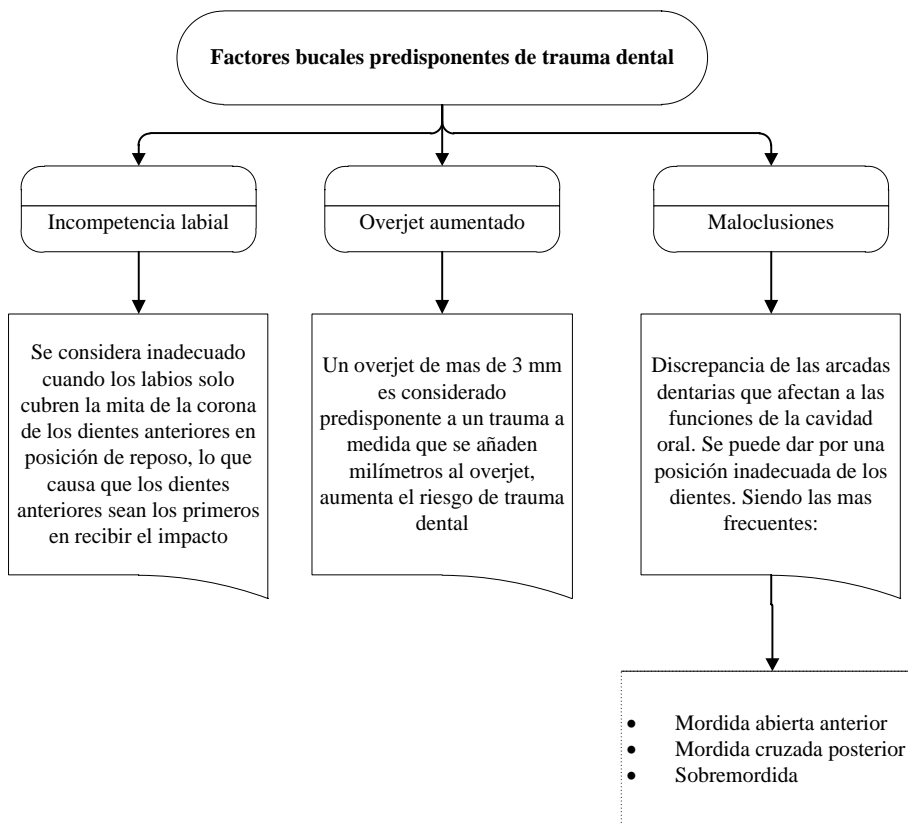 Factores bucales predisponentes de trauma dental
Incompetencia labial
Overjet aumentado
Maloclusiones
Se considera inadecuado
cuando los labios solo
cubren la mita de la corona
de los dientes anteriores en
posición de reposo, lo que
causa que los dientes
anteriores sean los primeros
en recibir el impacto
Un overjet de mas de 3 mm
es considerado
predisponente a un trauma a
medida que se añaden
milímetros al overjet,
aumenta el riesgo de trauma
dental
Discrepancia de las arcadas
dentarias que afectan a las
funciones de la cavidad
oral. Se puede dar por una
posición inadecuada de los
dientes. Siendo las mas
frecuentes:
• Mordida abierta anterior
• Mordida cruzada posterior
• Sobremordida